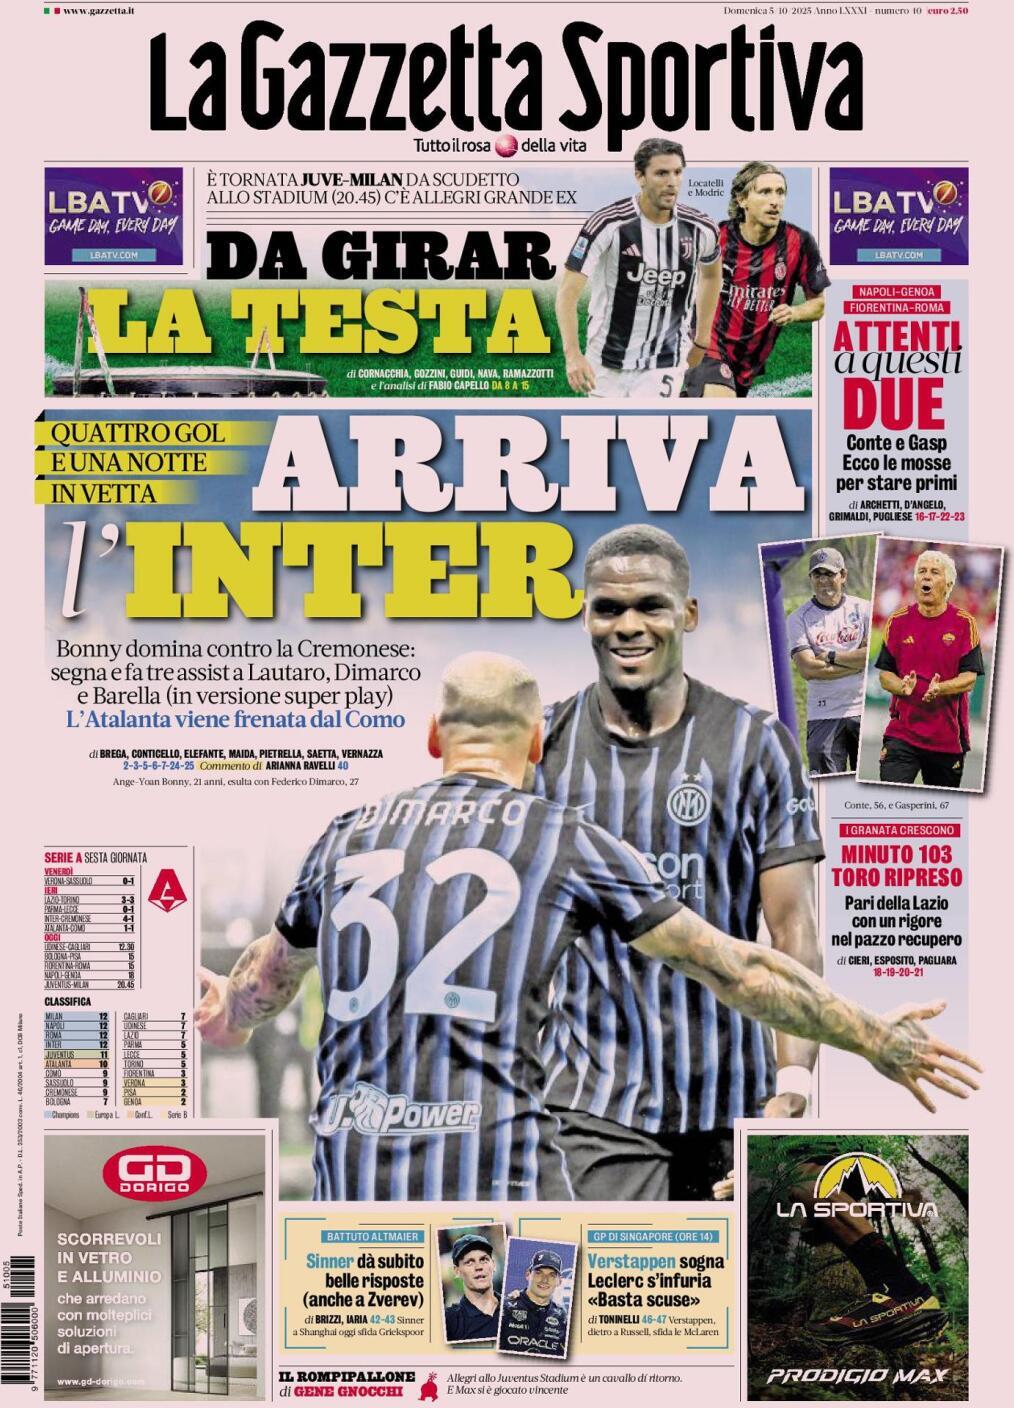 www.gazzetta.it
Domenica 5/10/2025 Anno LXXXI - numero 40 euro 2,50
La Gazzetta Sportiva
Tutto il rosa della vita
LBATV
GAME DAY, EVERY DAY
LBATV.COM
È TORNATA JUVE-MILAN DA SCUDETTO
ALLO STADIUM (20.45) C'È ALLEGRI GRANDE EX
DA GIRAR
LA TESTA
di CORNACCHIA, GOZZINI, GUIDI, NAVA, RAMAZZOTTI
e l'analisi di FABIO CAPELLO DA 8 A 15
Locatelli
e Modric
Jeep
Emirates
FLY BETTER
5
LBATV
GAME DAY, EVERY DAY
LBATV.COM
NAPOLI-GENOA
FIORENTINA-ROMA
ATTENTI
a questi
DUE
Conte e Gasp
Ecco le mosse
per stare primi
di ARCHETTI, D'ANGELO,
GRIMALDI, PUGLIESE 16-17-22-23
Conte, 56, e Gasperini, 67
QUATTRO GOL
E UNA NOTTE
IN VETTA
ARRIVA
l'INTER
Bonny domina contro la Cremonese:
segna e fa tre assist a Lautaro, Dimarco
e Barella (in versione super play)
L'Atalanta viene frenata dal Como
di BREGA, CONTICELLO, ELEFANTE, MAIDA, PIETRELLA, SAETTA, VERNAZZA
2-3-5-6-7-24-25 Commento di ARIANNA RAVELLI 40
Ange-Yoan Bonny, 21 anni, esulta con Federico Dimarco, 27
DIMARCO
32
U-Power
I GRANATA CRESCONO
MINUTO 103
TORO RIPRESO
Pari della Lazio
con un rigore
nel pazzo recupero
di CIERI, ESPOSITO, PAGLIARA
18-19-20-21
SERIE A SESTA GIORNATA
VENERDÌ
VERONA-SASSUOLO 0-1
IERI
LAZIO-TORINO 3-3
PARMA-LECCE 0-1
INTER-CREMONESE 4-1
ATALANTA-COMO 1-1
OGGI
UDINESE-CAGLIARI 12.30
BOLOGNA-PISA 15
FIORENTINA-ROMA 15
NAPOLI-GENOA 18
JUVENTUS-MILAN 20.45
CLASSIFICA
MILAN 12
NAPOLI 12
ROMA 12
INTER 12
JUVENTUS 11
ATALANTA 10
COMO 9
SASSUOLO 9
CREMONESE 9
BOLOGNA 7
CAGLIARI 7
UDINESE 7
LAZIO 7
PARMA 5
LECCE 5
TORINO 5
FIORENTINA 3
VERONA 3
PISA 2
GENOA 2
Champions Europa L. Conf.L. Serie B
Poste Italiane Sped. in A.P. - D.L. 353/2003 conv. L. 46/2004 art. 1, c1, DCB Milano
51005
9 771120 506000
GD
DORIGO
SCORREVOLI
IN VETRO
E ALLUMINIO
che arredano
con molteplici
soluzioni
di apertura.
www.gd-dorigo.com
BATTUTO ALTMAIER
Sinner dà subito
belle risposte
(anche a Zverev)
di BRIZZI, IARIA 42-43 Sinner
a Shanghai oggi sfida Griekspoor
ORACLE
GP DI SINGAPORE (ORE 14)
Verstappen sogna
Leclerc s'infuria
«Basta scuse»
di TONINELLI 46-47 Verstappen,
dietro a Russell, sfida le McLaren
IL ROMPIPALLONE
di GENE GNOCCHI
Allegri allo Juventus Stadium è un cavallo di ritorno.
E Max si è giocato vincente
LA SPORTIVA
LA SPORTIVA
PRODIGIO MAX